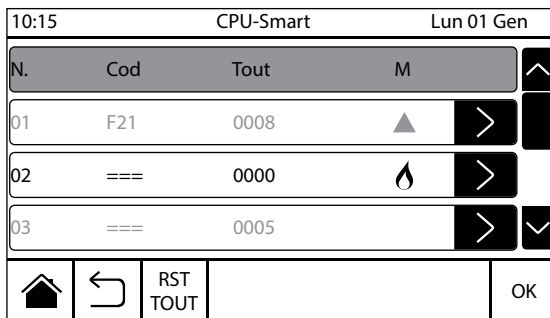 10:15 CPU-Smart Lun 01 Gen
N. Cod Tout M
01 F21 0008
02 === 0000
03 === 0005
RST
TOUT
OK